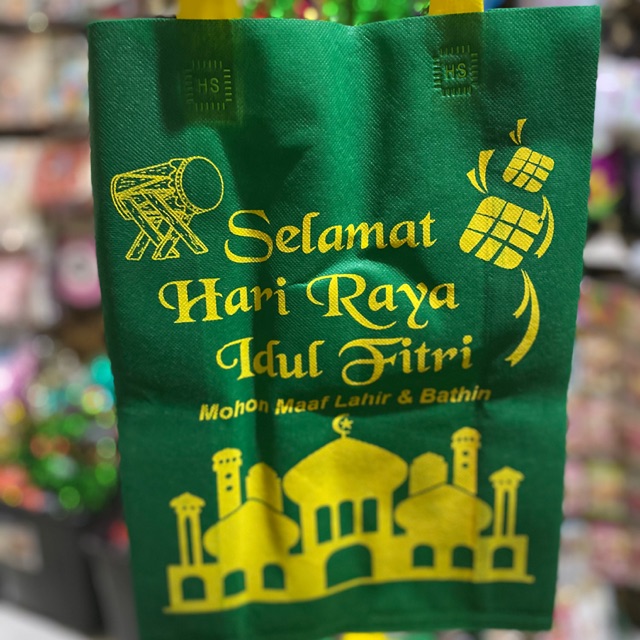 HS HS
Selamat
Hari Raya
Idul Fitri
Mohon Maaf Lahir & Bathin